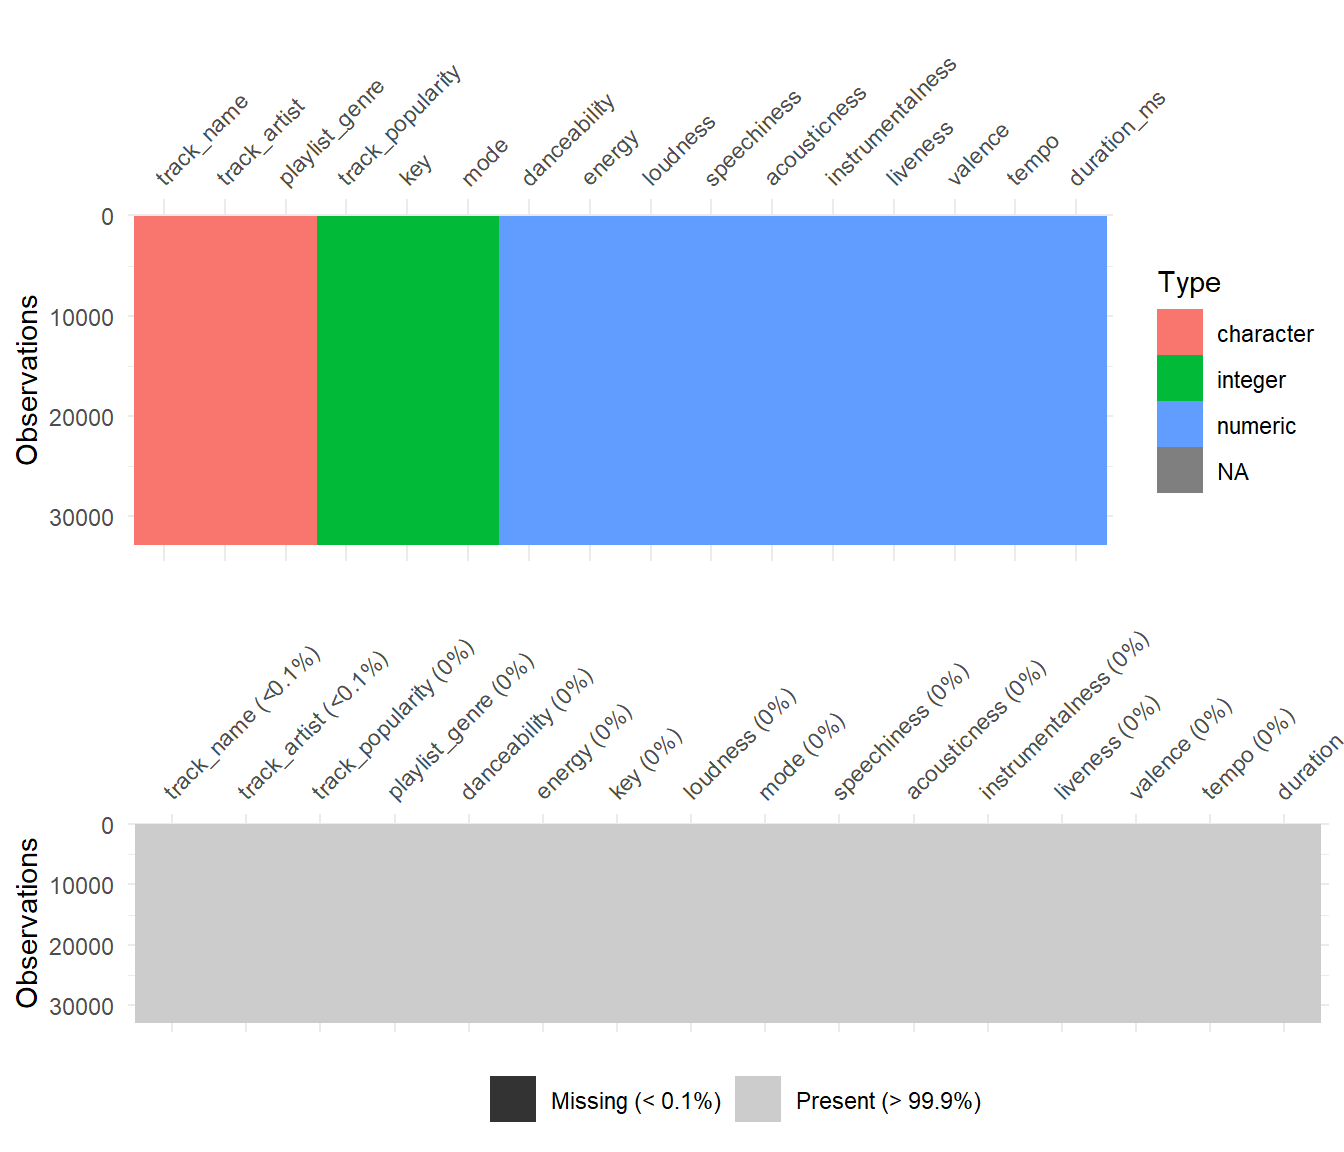 track_name
track_artist
playlist_genre
track_popularity
key
mode
danceability
energy
loudness
speechiness
acousticness
instrumentalness
liveness
valence
tempo
duration_ms
0
10000
20000
30000
Observations
Type
character
integer
numeric
NA
track_name (<0.1%)
track_artist (<0.1%)
track_popularity (0%)
playlist_genre (0%)
danceability (0%)
energy (0%)
key (0%)
loudness (0%)
mode (0%)
speechiness (0%)
acousticness (0%)
instrumentalness (0%)
liveness (0%)
valence (0%)
tempo (0%)
duration
0
10000
20000
30000
Observations
Missing (< 0.1%)
Present (> 99.9%)